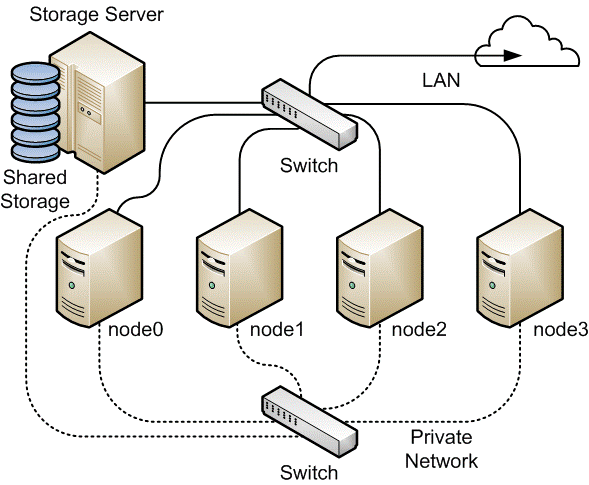 Storage Server
LAN
Switch
Shared
Storage
node0
node1
node2
node3
Private
Network
Switch